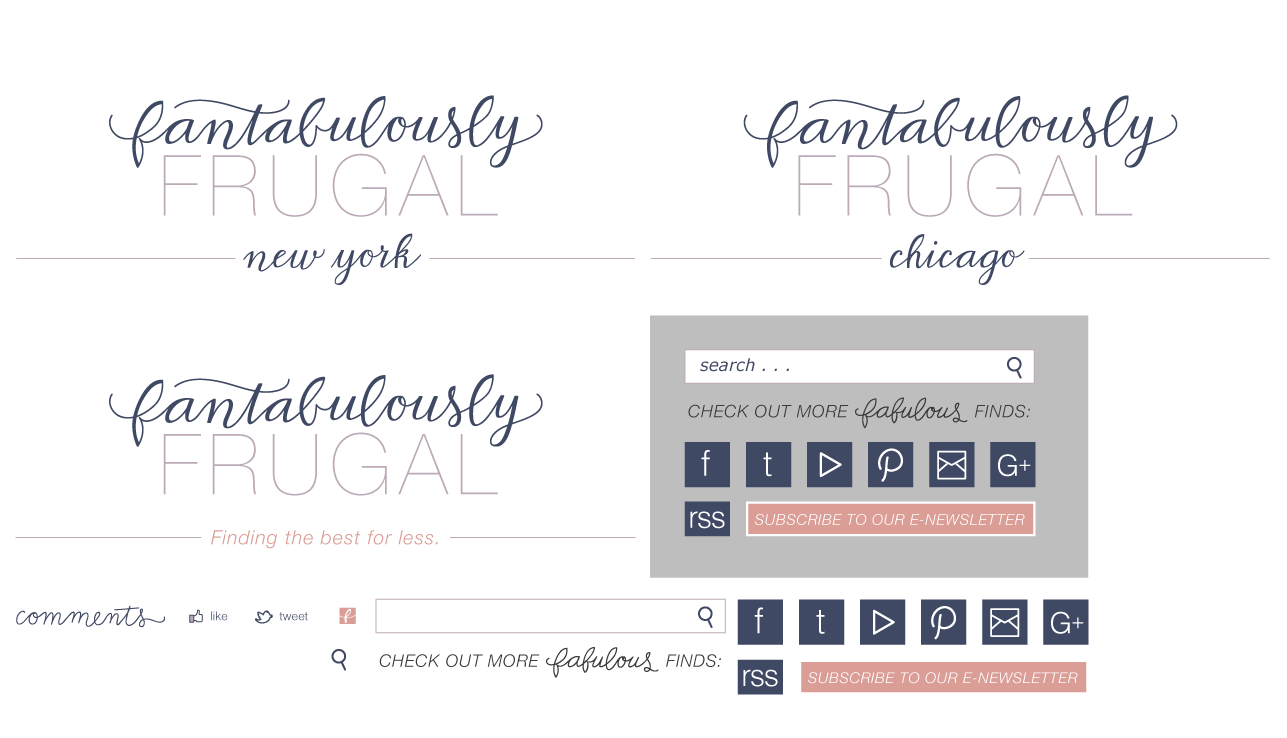 fantabulously
FRUGAL
new york
fantabulously
FRUGAL
chicago
fantabulously
FRUGAL
Finding the best for less.
search . . .
CHECK OUT MORE fabulous FINDS:
f t G+
rss SUBSCRIBE TO OUR E-NEWSLETTER
comments like tweet f
CHECK OUT MORE fabulous FINDS:
f t G+
rss SUBSCRIBE TO OUR E-NEWSLETTER